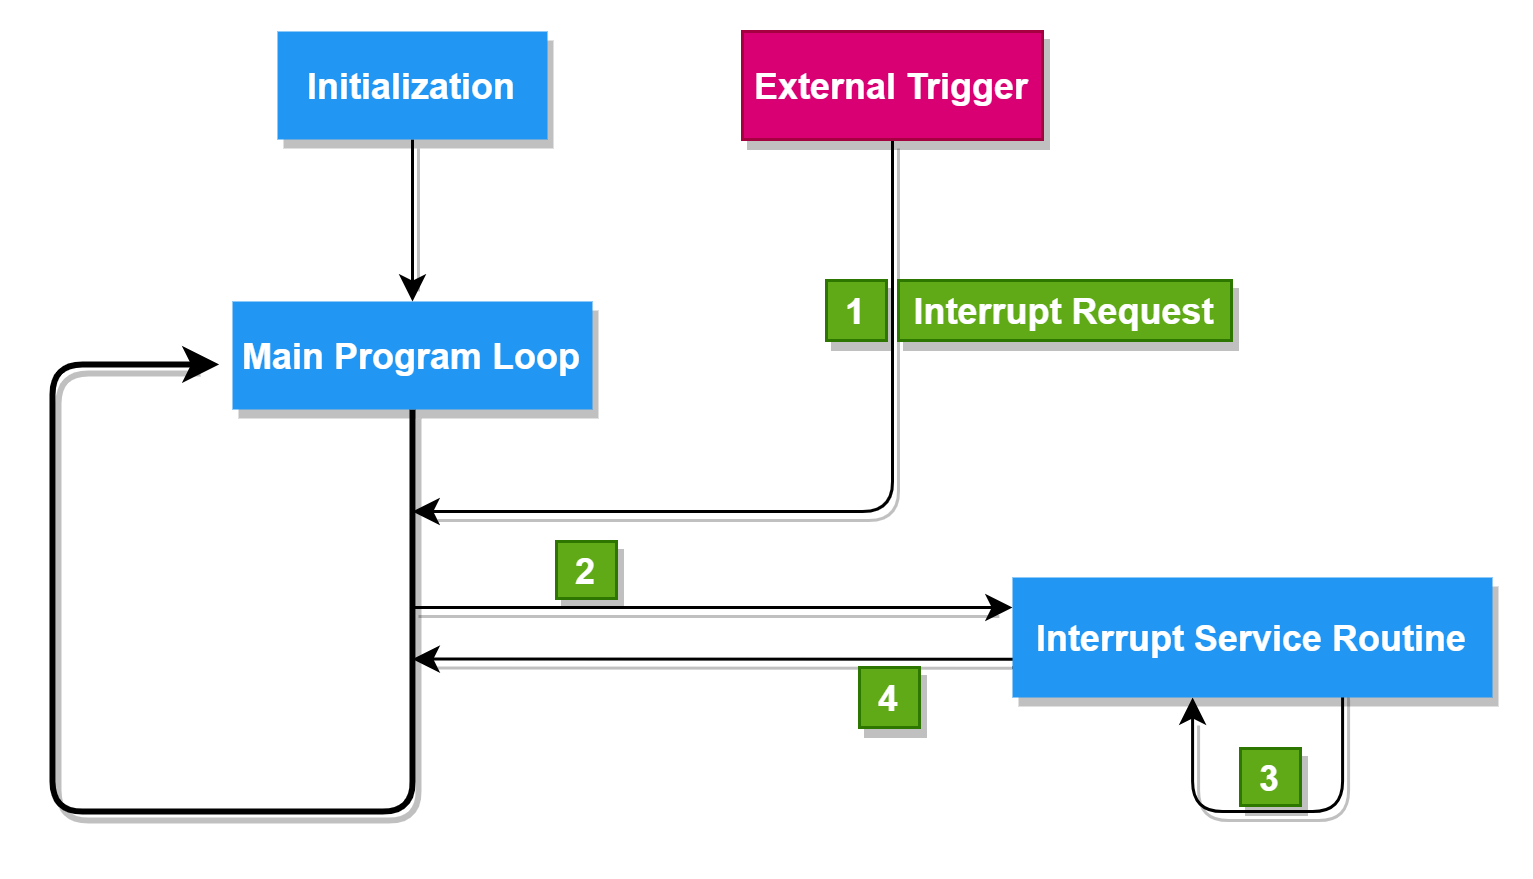 Initialization
External Trigger
1
Interrupt Request
Main Program Loop
2
Interrupt Service Routine
4
3